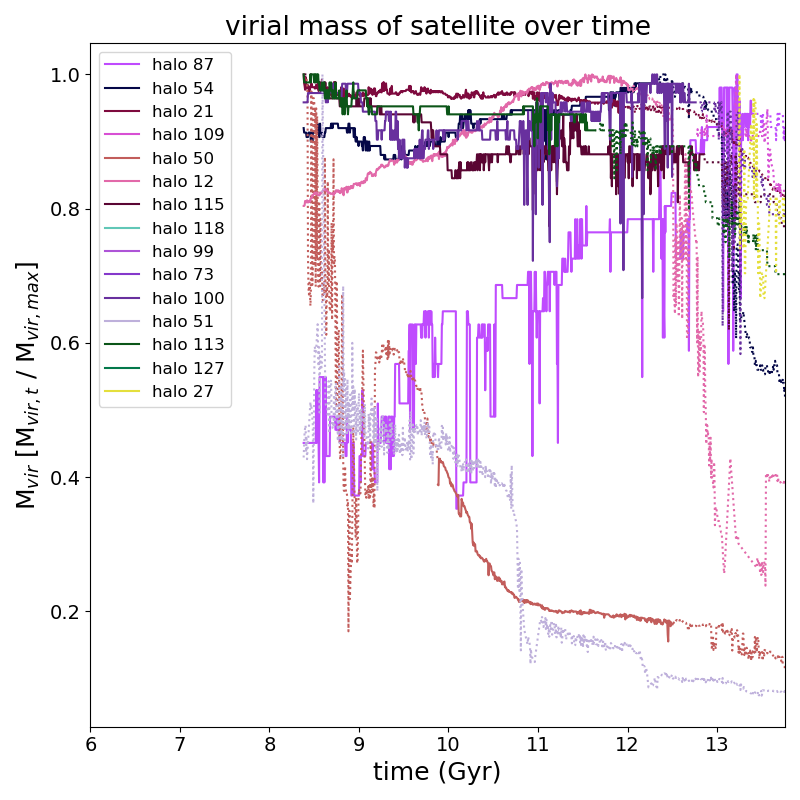 virial mass of satellite over time
M_{vir} [M_{vir, t} / M_{vir, max}]
1.0
0.8
0.6
0.4
0.2
halo 87
halo 54
halo 21
halo 109
halo 50
halo 12
halo 115
halo 118
halo 99
halo 73
halo 100
halo 51
halo 113
halo 127
halo 27
6 7 8 9 10 11 12 13
time (Gyr)